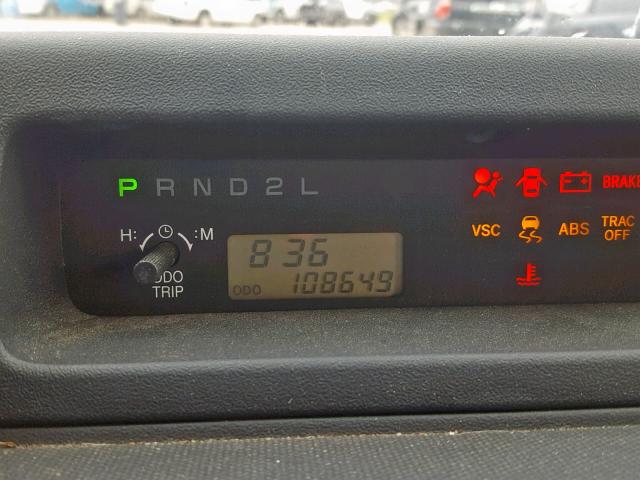 P R N D 2 L
BRAKE
VSC ABS TRAC
OFF
H: :M
8 36
ODO 108649
ODO
TRIP